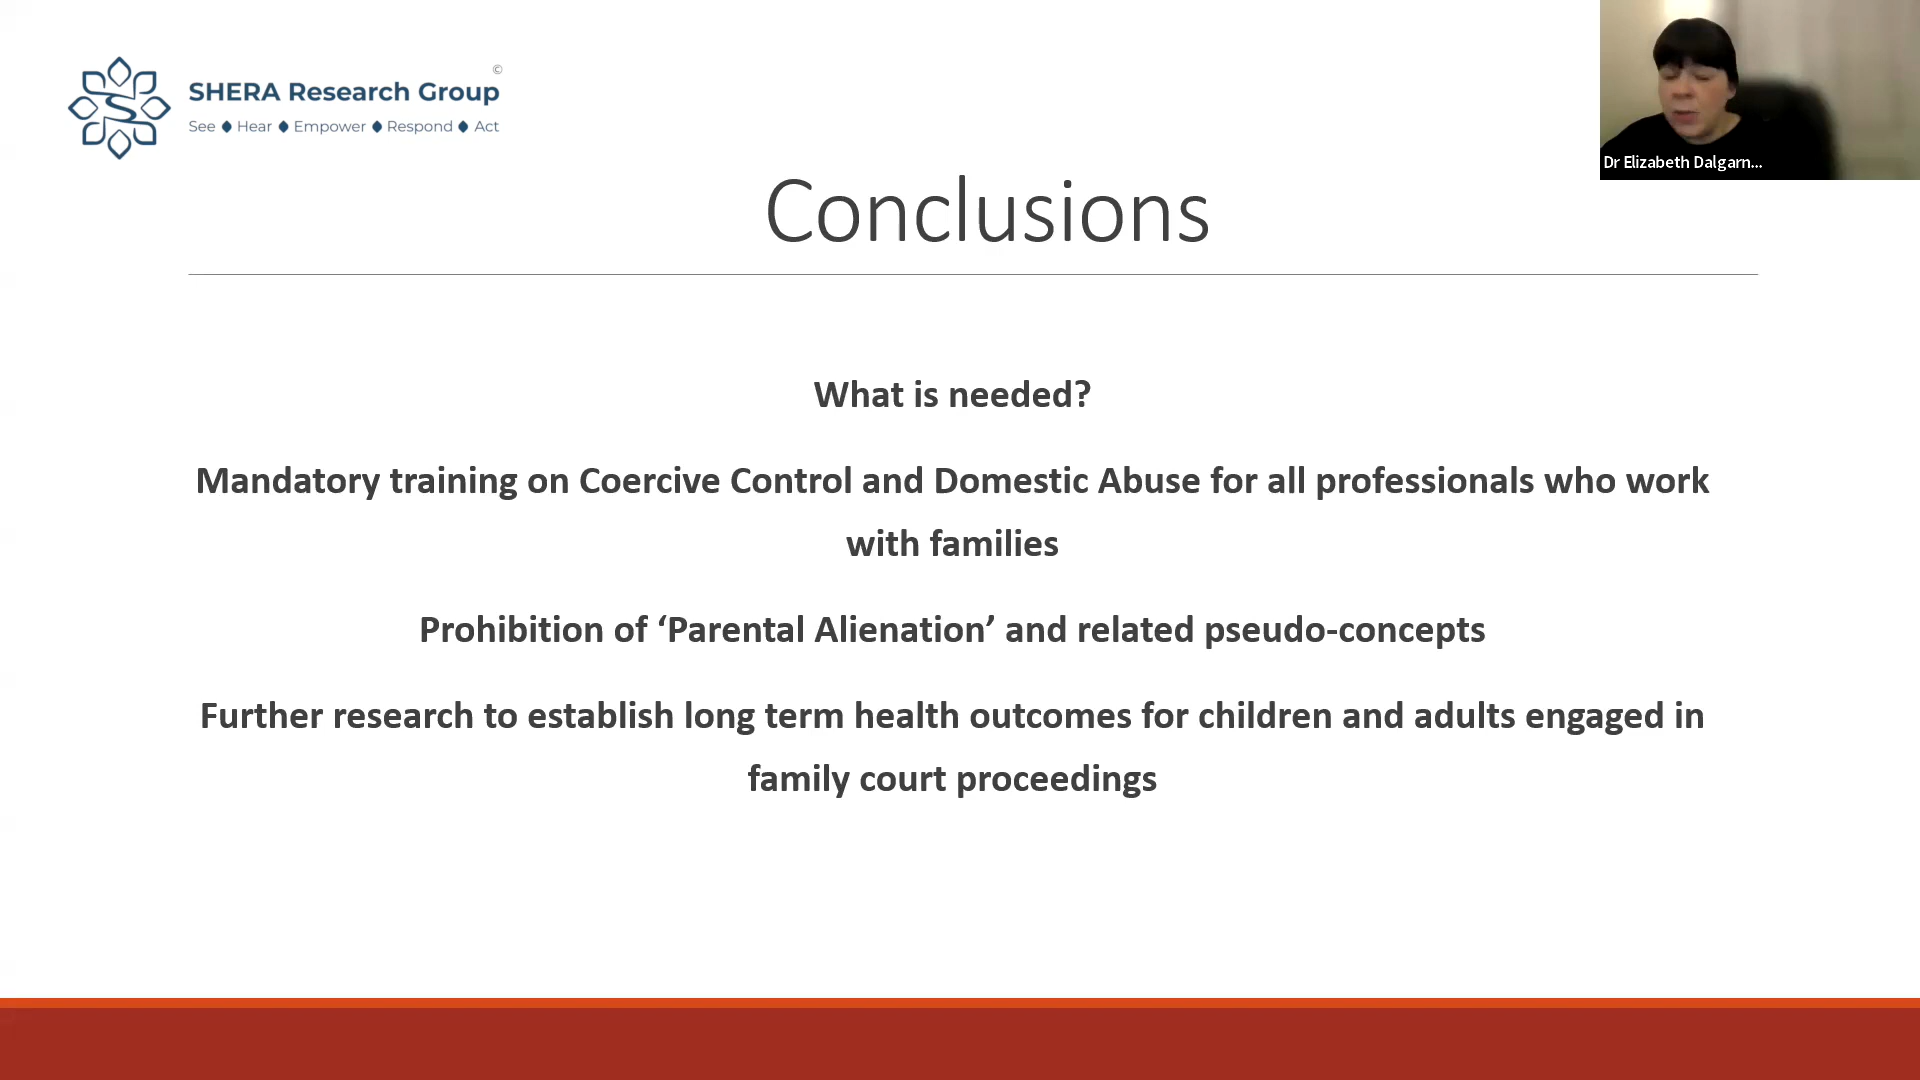 ©
SHERA Research Group
See ♦ Hear ♦ Empower ♦ Respond ♦ Act
Dr Elizabeth Dalgarn...
Conclusions
What is needed?
Mandatory training on Coercive Control and Domestic Abuse for all professionals who work
with families
Prohibition of ‘Parental Alienation’ and related pseudo-concepts
Further research to establish long term health outcomes for children and adults engaged in
family court proceedings